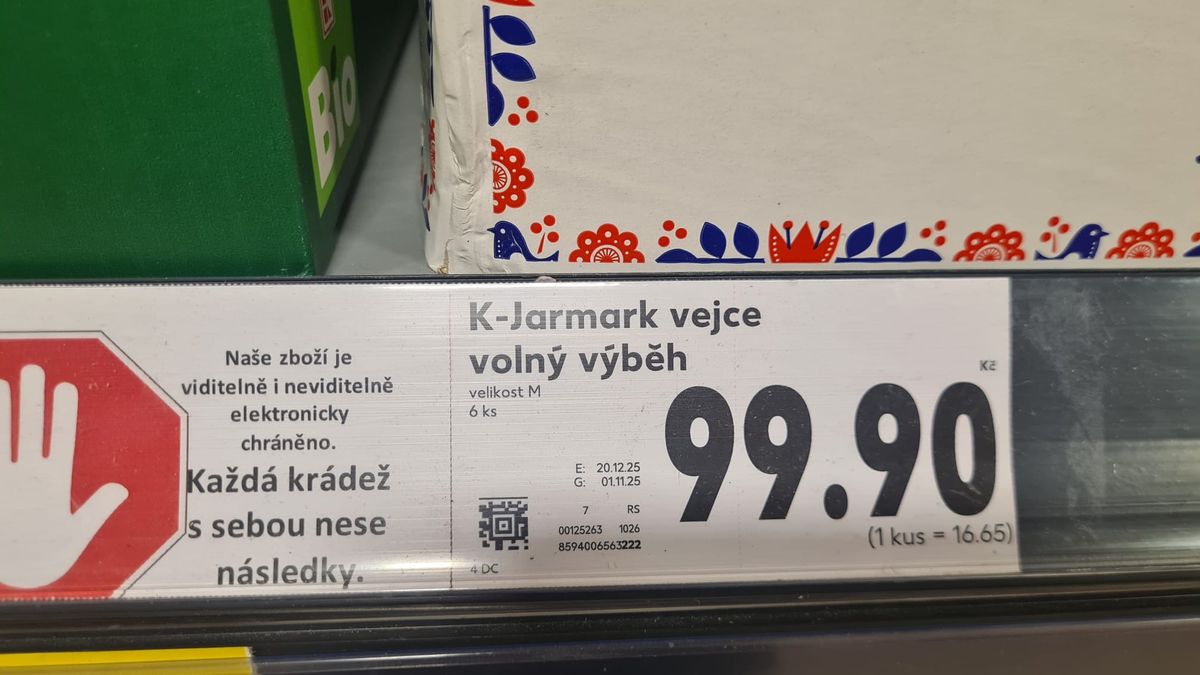 Bio
Naše zboží je
viditelně i neviditelně
elektronicky
chráněno.
Každá krádež
s sebou nese
následky.
K-Jarmark vejce
volný výběh
velikost M
6 ks
Kč
99.90
(1 kus = 16.65)
E: 20.12.25
G: 01.11.25
7 RS
00125263 1026
8594006563222
4 DC